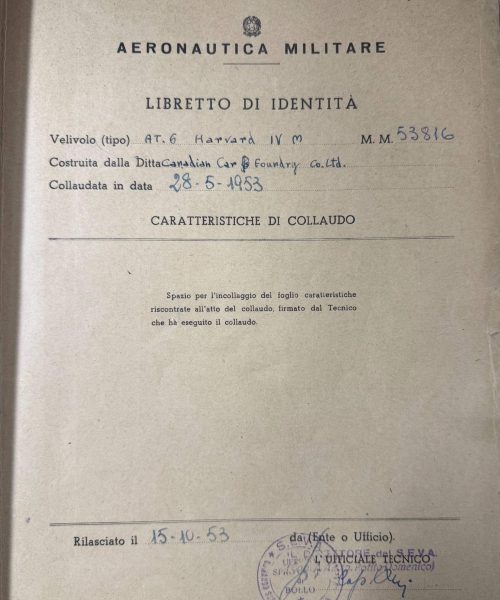 AERONAUTICA MILITARE
LIBRETTO DI IDENTITÀ
Velivolo (tipo) AT.6 Harvard IV M M. M. 53816
Costruita dalla Ditta Canadian Car & Foundry Co. Ltd.
Collaudata in data 28-5-1953
CARATTERISTICHE DI COLLAUDO
Spazio per l'incollaggio del foglio caratteristiche
riscontrate all'atto del collaudo, firmato dal Tecnico
che ha eseguito il collaudo.
Rilasciato il 15-10-53 da (Ente o Ufficio).
S.E.V.A.
L'UFFICIALE TECNICO
BOLLO